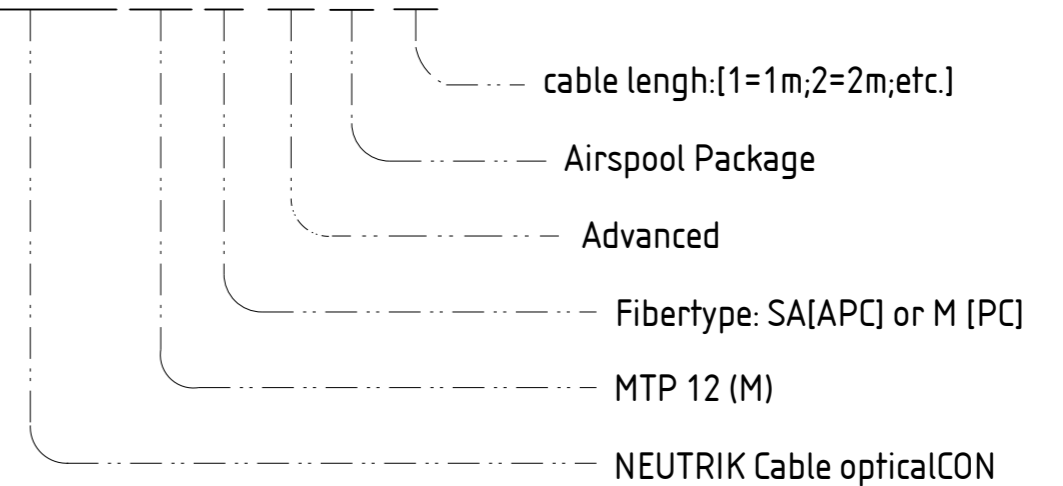 cable lengh:[1=1m;2=2m;etc.]
Airspool Package
Advanced
Fibertype: SA[APC] or M [PC]
MTP 12 (M)
NEUTRIK Cable opticalCON